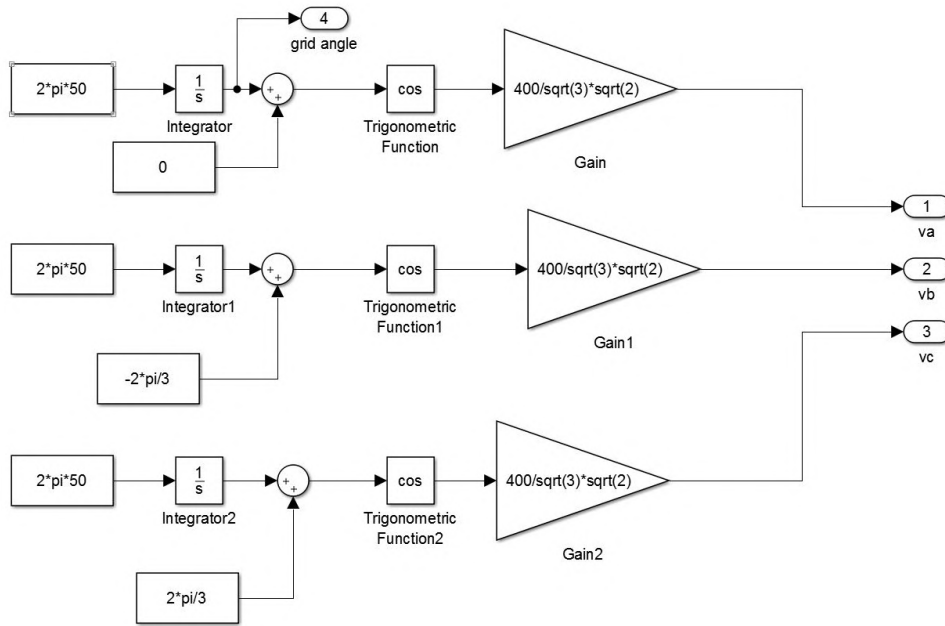 4
grid angle
2*pi*50
1
s
+
+
cos
400/sqrt(3)*sqrt(2)
Integrator
Trigonometric
Function
0
Gain
1
va
2*pi*50
1
s
+
+
cos
400/sqrt(3)*sqrt(2)
2
vb
Integrator1
Trigonometric
Function1
Gain1
3
vc
-2*pi/3
2*pi*50
1
s
+
+
cos
400/sqrt(3)*sqrt(2)
Integrator2
Trigonometric
Function2
Gain2
2*pi/3